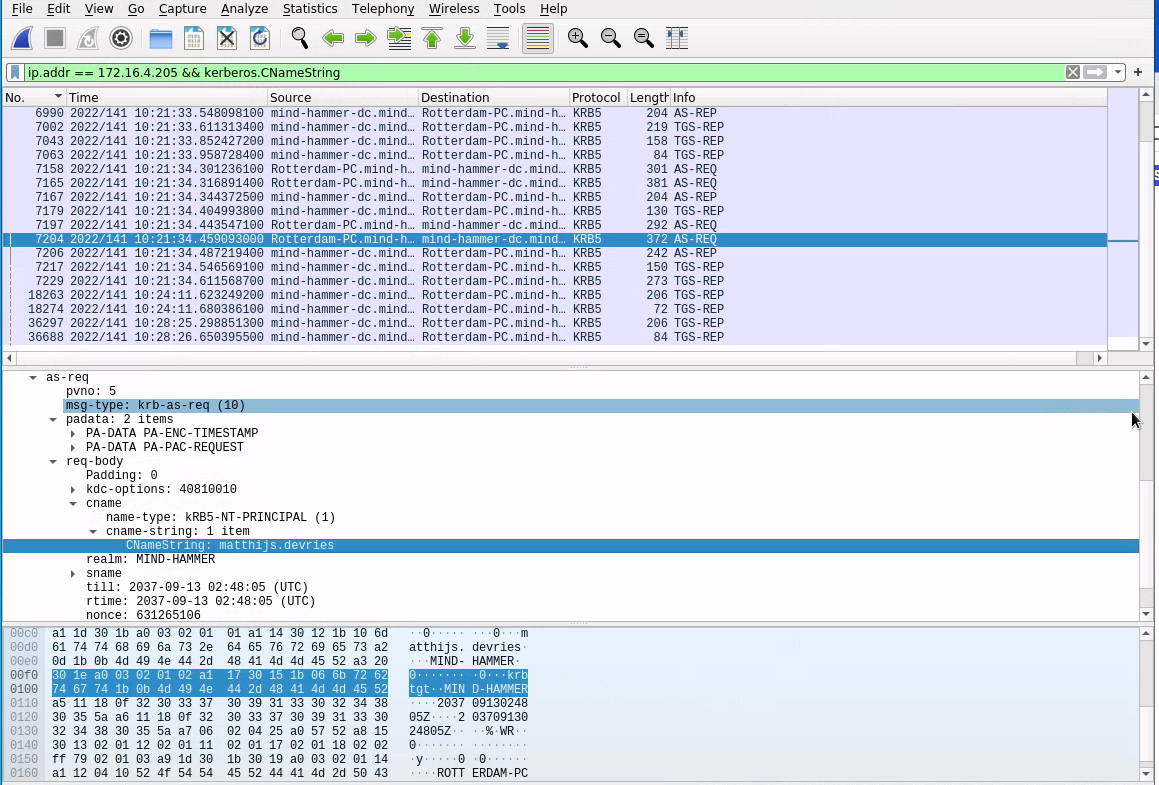 File Edit View Go Capture Analyze Statistics Telephony Wireless Tools Help
ip.addr == 172.16.4.205 && kerberos.CNameString
No. Time Source Destination Protocol Length Info
6990 2022/141 10:21:33.548098100 mind-hammer-dc.mind… Rotterdam-PC.mind-h… KRB5 204 AS-REP
7002 2022/141 10:21:33.611313400 mind-hammer-dc.mind… Rotterdam-PC.mind-h… KRB5 219 TGS-REP
7043 2022/141 10:21:33.852427200 mind-hammer-dc.mind… Rotterdam-PC.mind-h… KRB5 158 TGS-REP
7063 2022/141 10:21:33.958728400 mind-hammer-dc.mind… Rotterdam-PC.mind-h… KRB5 84 TGS-REP
7158 2022/141 10:21:34.301236100 Rotterdam-PC.mind-h… mind-hammer-dc.mind… KRB5 301 AS-REQ
7165 2022/141 10:21:34.316891400 Rotterdam-PC.mind-h… mind-hammer-dc.mind… KRB5 381 AS-REQ
7167 2022/141 10:21:34.344372500 mind-hammer-dc.mind… Rotterdam-PC.mind-h… KRB5 204 AS-REP
7179 2022/141 10:21:34.404993800 mind-hammer-dc.mind… Rotterdam-PC.mind-h… KRB5 130 TGS-REP
7197 2022/141 10:21:34.443547100 Rotterdam-PC.mind-h… mind-hammer-dc.mind… KRB5 292 AS-REQ
7204 2022/141 10:21:34.459093000 Rotterdam-PC.mind-h… mind-hammer-dc.mind… KRB5 372 AS-REQ
7206 2022/141 10:21:34.487219400 mind-hammer-dc.mind… Rotterdam-PC.mind-h… KRB5 242 AS-REP
7217 2022/141 10:21:34.546569100 mind-hammer-dc.mind… Rotterdam-PC.mind-h… KRB5 150 TGS-REP
7229 2022/141 10:21:34.611568700 mind-hammer-dc.mind… Rotterdam-PC.mind-h… KRB5 273 TGS-REP
18263 2022/141 10:24:11.623249200 mind-hammer-dc.mind… Rotterdam-PC.mind-h… KRB5 206 TGS-REP
18274 2022/141 10:24:11.680386100 mind-hammer-dc.mind… Rotterdam-PC.mind-h… KRB5 72 TGS-REP
36297 2022/141 10:28:25.298851300 mind-hammer-dc.mind… Rotterdam-PC.mind-h… KRB5 206 TGS-REP
36688 2022/141 10:28:26.650395500 mind-hammer-dc.mind… Rotterdam-PC.mind-h… KRB5 84 TGS-REP
as-req
pvno: 5
msg-type: krb-as-req (10)
padata: 2 items
PA-DATA PA-ENC-TIMESTAMP
PA-DATA PA-PAC-REQUEST
req-body
Padding: 0
kdc-options: 40810010
cname
name-type: kRB5-NT-PRINCIPAL (1)
cname-string: 1 item
CNameString: matthijs.devries
realm: MIND-HAMMER
sname
till: 2037-09-13 02:48:05 (UTC)
rtime: 2037-09-13 02:48:05 (UTC)
nonce: 631265106
00c0 a1 1d 30 1b a0 03 02 01 01 a1 14 30 12 1b 10 6d ··0····· ···0···m
00d0 61 74 74 68 69 6a 73 2e 64 65 76 72 69 65 73 a2 atthijs. devries·
00e0 0d 1b 0b 4d 49 4e 44 2d 48 41 4d 4d 45 52 a3 20 ···MIND- HAMMER·
00f0 30 1e a0 03 02 01 02 a1 17 30 15 1b 06 6b 72 62 0······· ·0···krb
0100 74 67 74 1b 0b 4d 49 4e 44 2d 48 41 4d 4d 45 52 tgt··MIN D-HAMMER
0110 a5 11 18 0f 32 30 33 37 30 39 31 33 30 32 34 38 ····2037 09130248
0120 30 35 5a a6 11 18 0f 32 30 33 37 30 39 31 33 30 05Z····2 03709130
0130 32 34 38 30 35 5a a7 06 02 04 25 a0 57 52 a8 15 24805Z·· ··%·WR··
0140 30 13 02 01 12 02 01 11 02 01 17 02 01 18 02 02 0······· ········
0150 ff 79 02 01 03 a9 1d 30 1b 30 19 a0 03 02 01 14 ·y·····0 ·0······
0160 a1 12 04 10 52 4f 54 54 45 52 44 41 4d 2d 50 43 ····ROTT ERDAM-PC